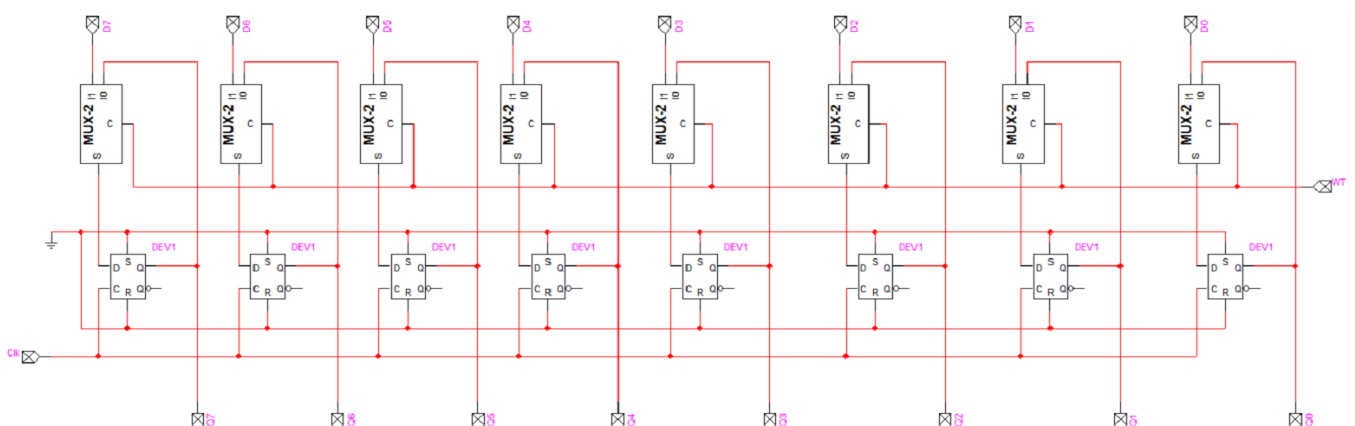 D7 D6 D5 D4 D3 D2 D1 D0
I1 I0 I1 I0 I1 I0 I1 I0 I1 I0 I1 I0 I1 I0 I1 I0
MUX-2 C MUX-2 C MUX-2 C MUX-2 C MUX-2 C MUX-2 C MUX-2 C MUX-2 C
S S S S S S S S
WT
DEV1 DEV1 DEV1 DEV1 DEV1 DEV1 DEV1 DEV1
S S S S S S S S
D Q D Q D Q D Q D Q D Q D Q D Q
C R Q C R Q C R Q C R Q C R Q C R Q C R Q C R Q
Clk
Q7 Q6 Q5 Q4 Q3 Q2 Q1 Q0